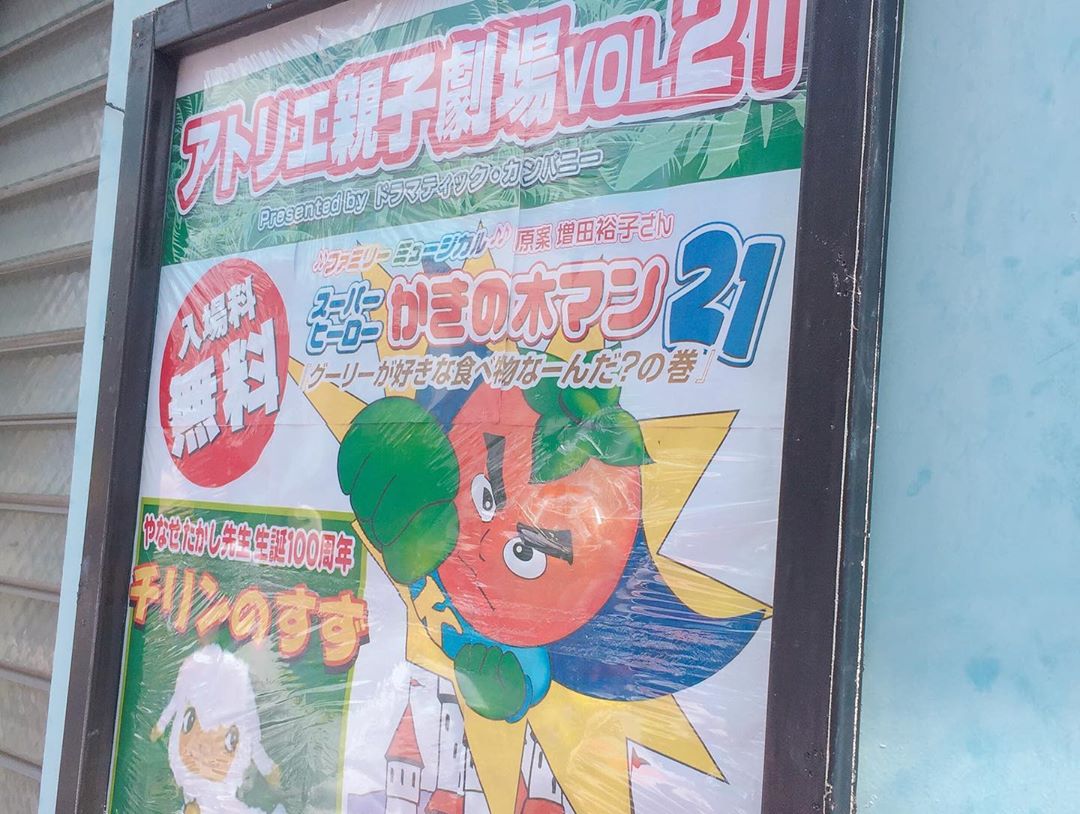 アトリエ親子劇場VOL.21
Presented by ドラマティック・カンパニー
♪ファミリー ミュージカル♪ 原案 増田裕子さん
スーパーヒーロー かきの木マン21
『グーリーが好きな食べ物なーんだ?の巻』
入場料
無料
やなせたかし先生 生誕100周年
チリンのすず